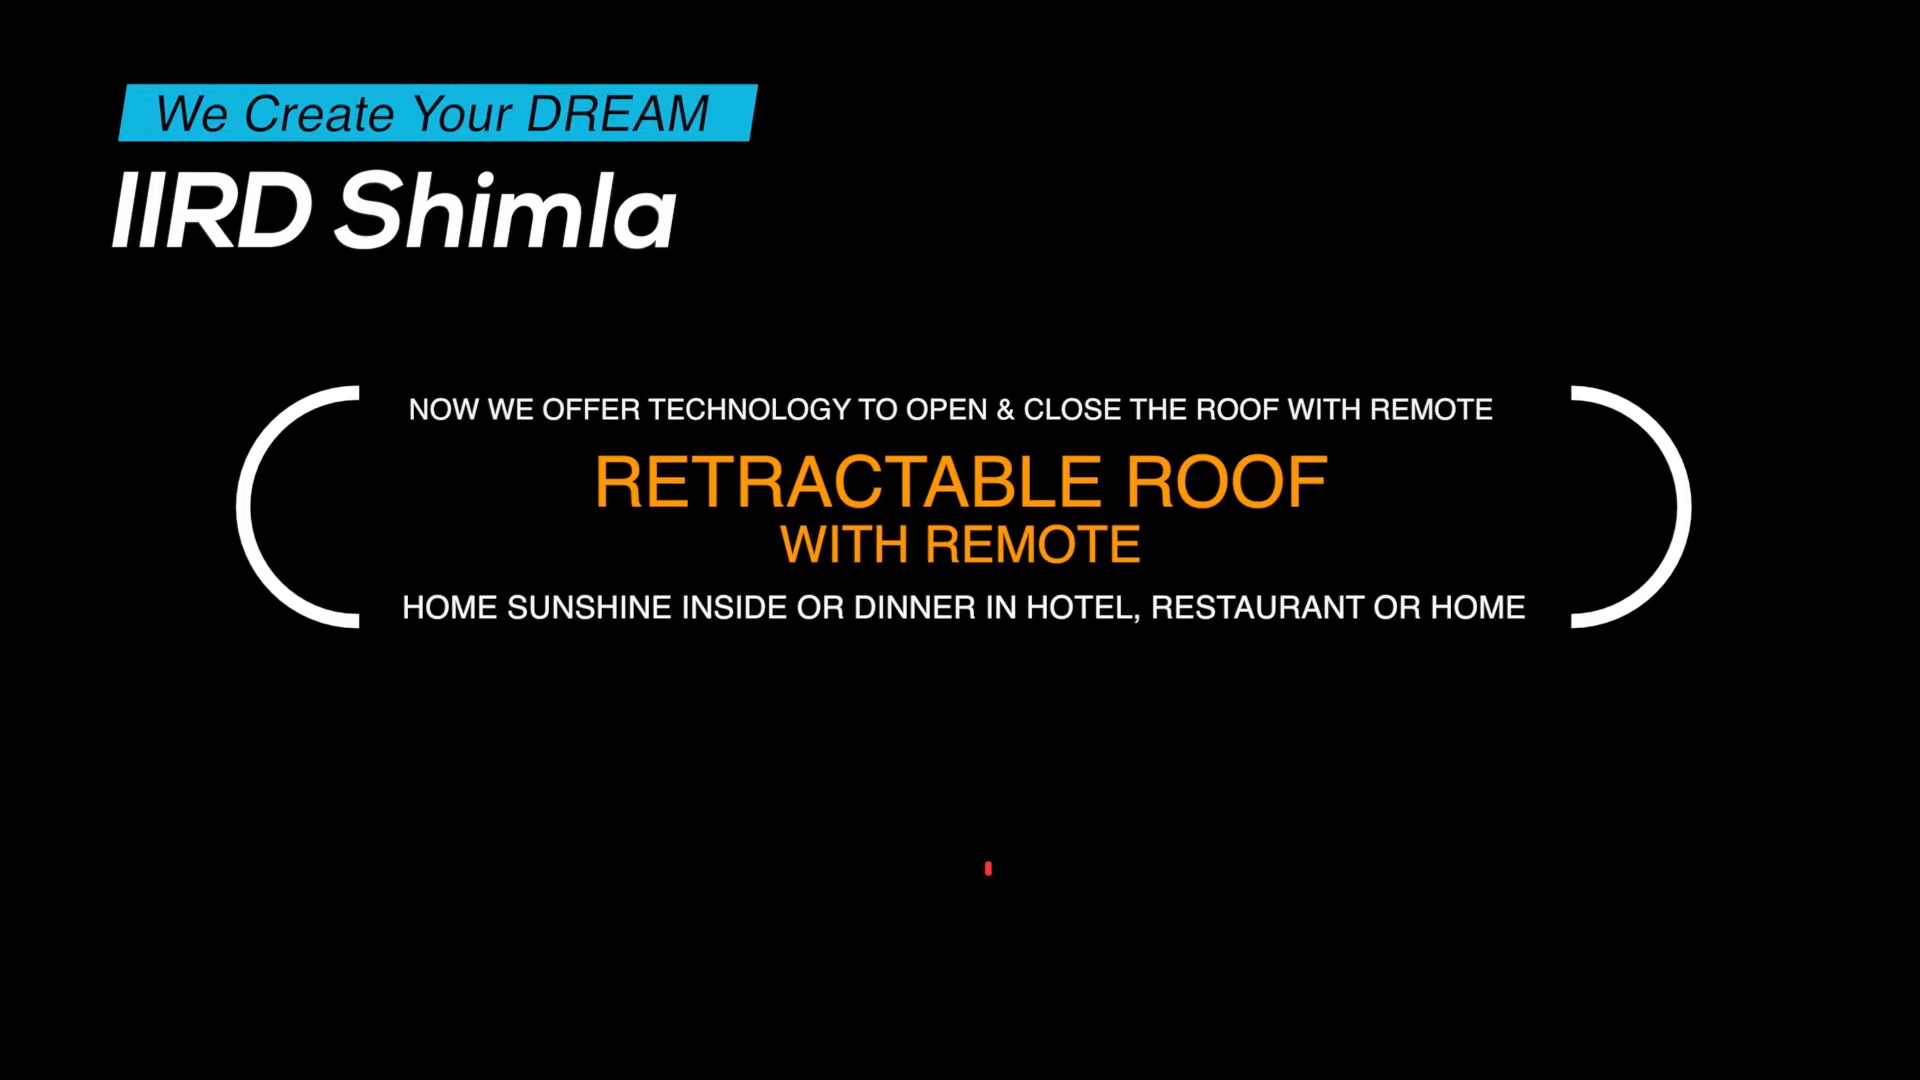 We Create Your DREAM
IIRD Shimla
NOW WE OFFER TECHNOLOGY TO OPEN & CLOSE THE ROOF WITH REMOTE
RETRACTABLE ROOF
WITH REMOTE
HOME SUNSHINE INSIDE OR DINNER IN HOTEL, RESTAURANT OR HOME